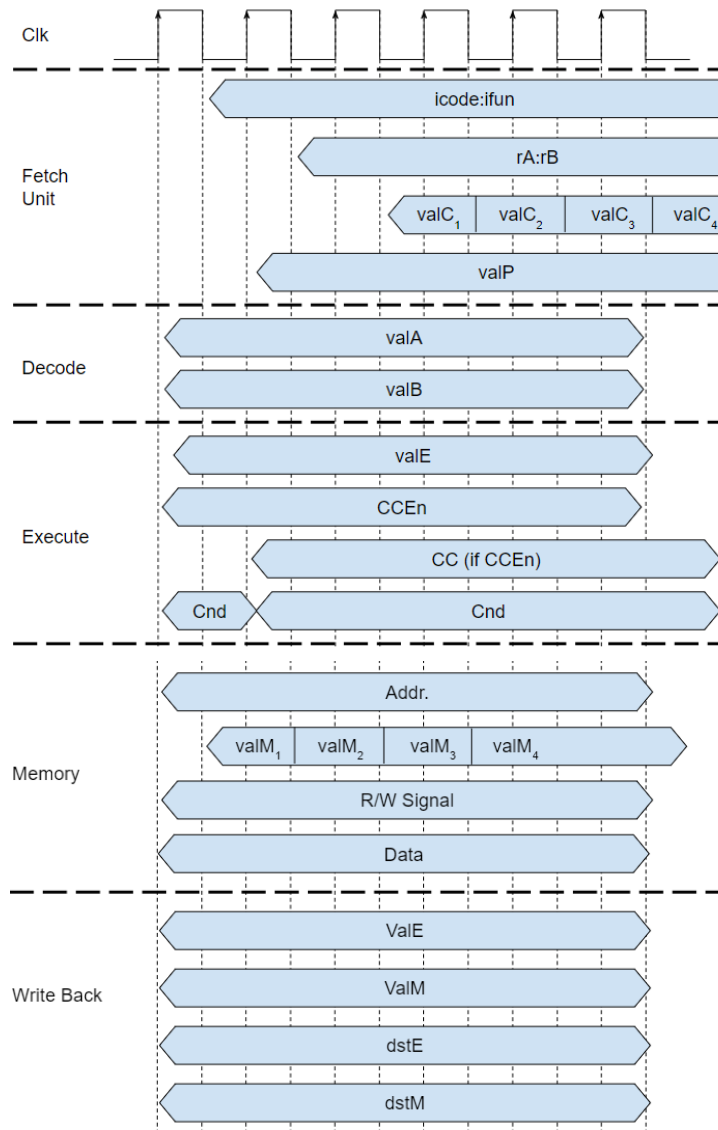 Clk
icode:ifun
rA:rB
Fetch
Unit
valC₁ valC₂ valC₃ valC₄
valP
valA
Decode
valB
valE
CCEn
Execute
CC (if CCEn)
Cnd Cnd
Addr.
valM₁ valM₂ valM₃ valM₄
Memory
R/W Signal
Data
ValE
Write Back
ValM
dstE
dstM